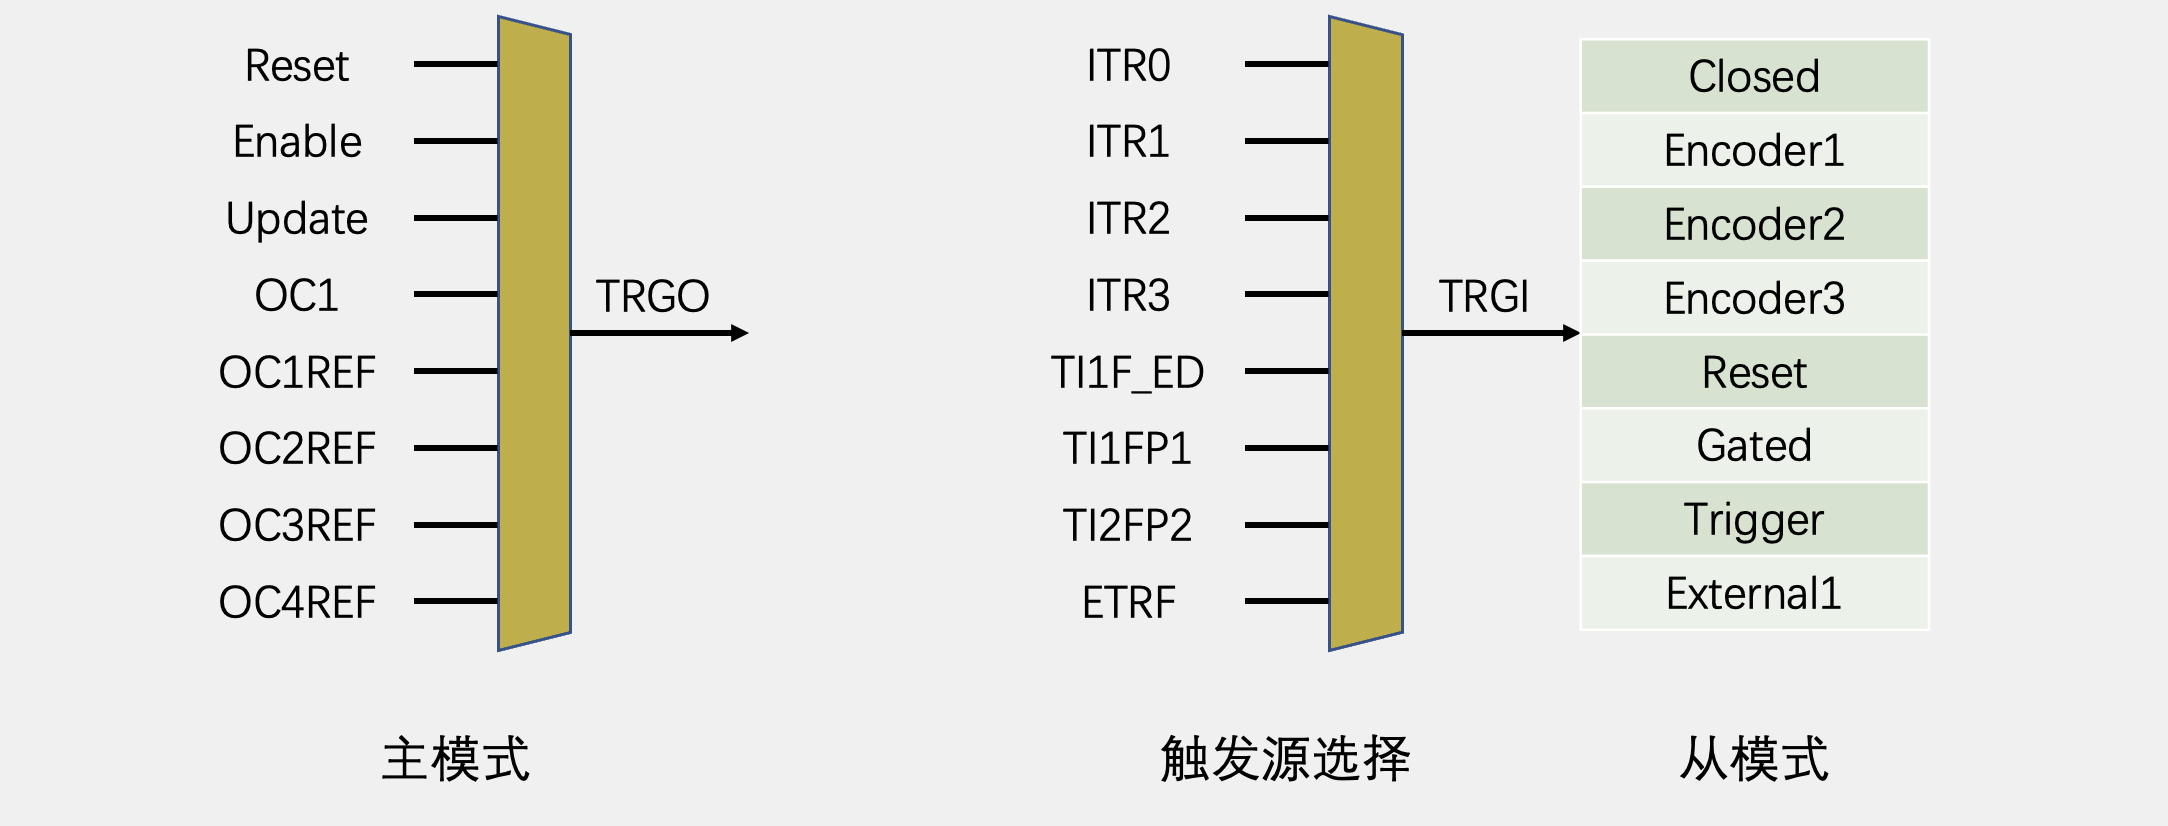 Reset
Enable
Update
OC1
OC1REF
OC2REF
OC3REF
OC4REF
TRGO
主模式
ITR0
ITR1
ITR2
ITR3
TI1F_ED
TI1FP1
TI2FP2
ETRF
TRGI
触发源选择
Closed
Encoder1
Encoder2
Encoder3
Reset
Gated
Trigger
External1
从模式